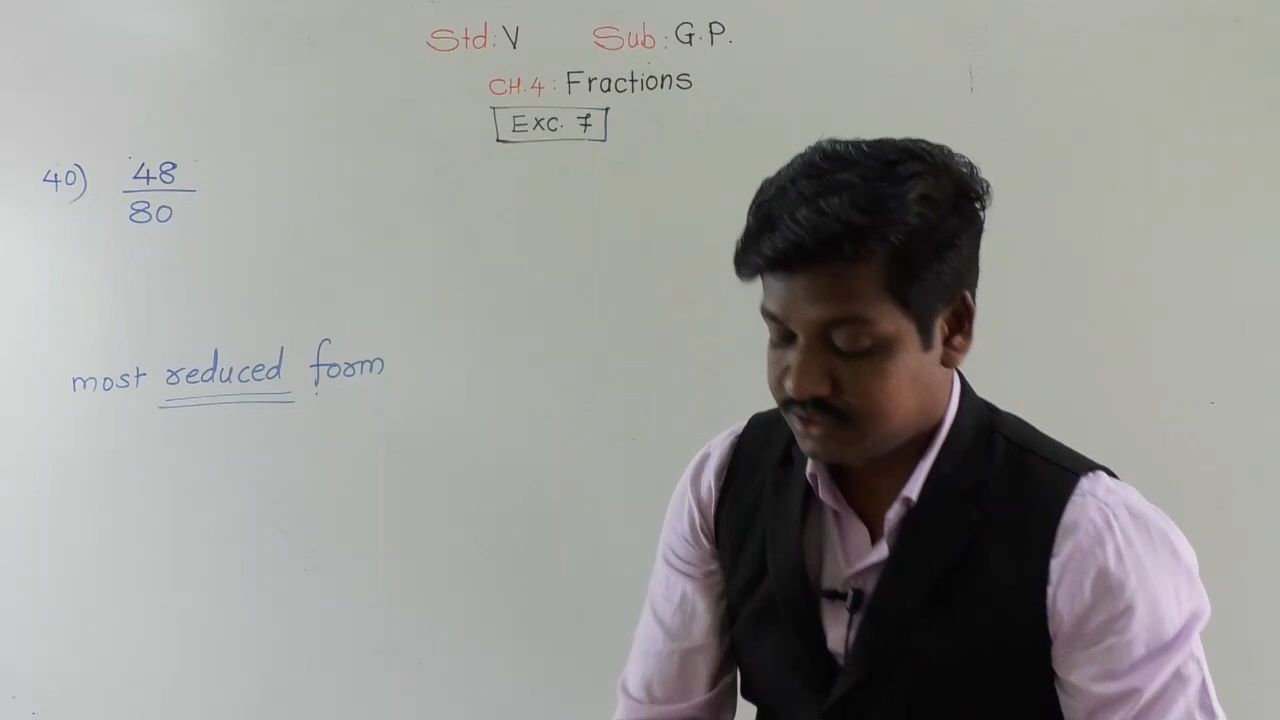 Std: V Sub: G.P.
CH.4: Fractions
Exc. 7
40) 48
80
most reduced form